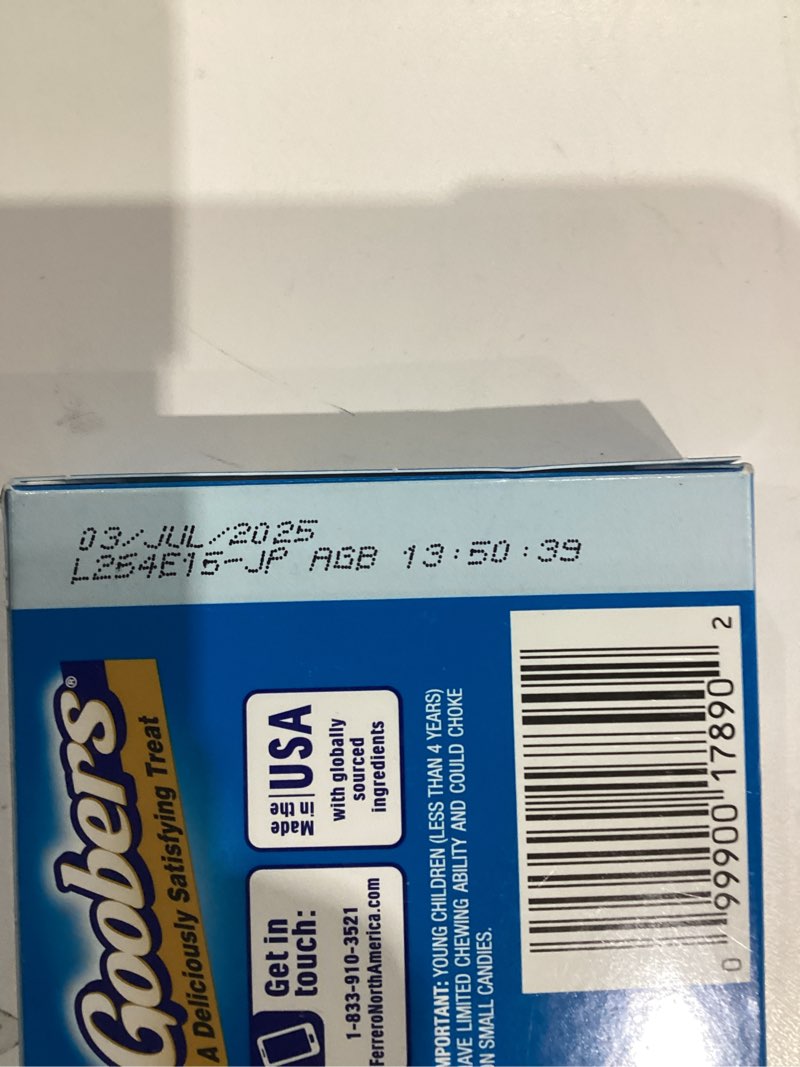 03/JUL/2025
L254E15-JP AGB 13:50:39
Goobers®
A Deliciously Satisfying Treat
Made in the USA
with globally
sourced
ingredients
Get in
touch:
1-833-910-3521
FerreroNorthAmerica.com
MPORTANT: YOUNG CHILDREN (LESS THAN 4 YEARS)
AVE LIMITED CHEWING ABILITY AND COULD CHOKE
N SMALL CANDIES.
0 99900 17890 2